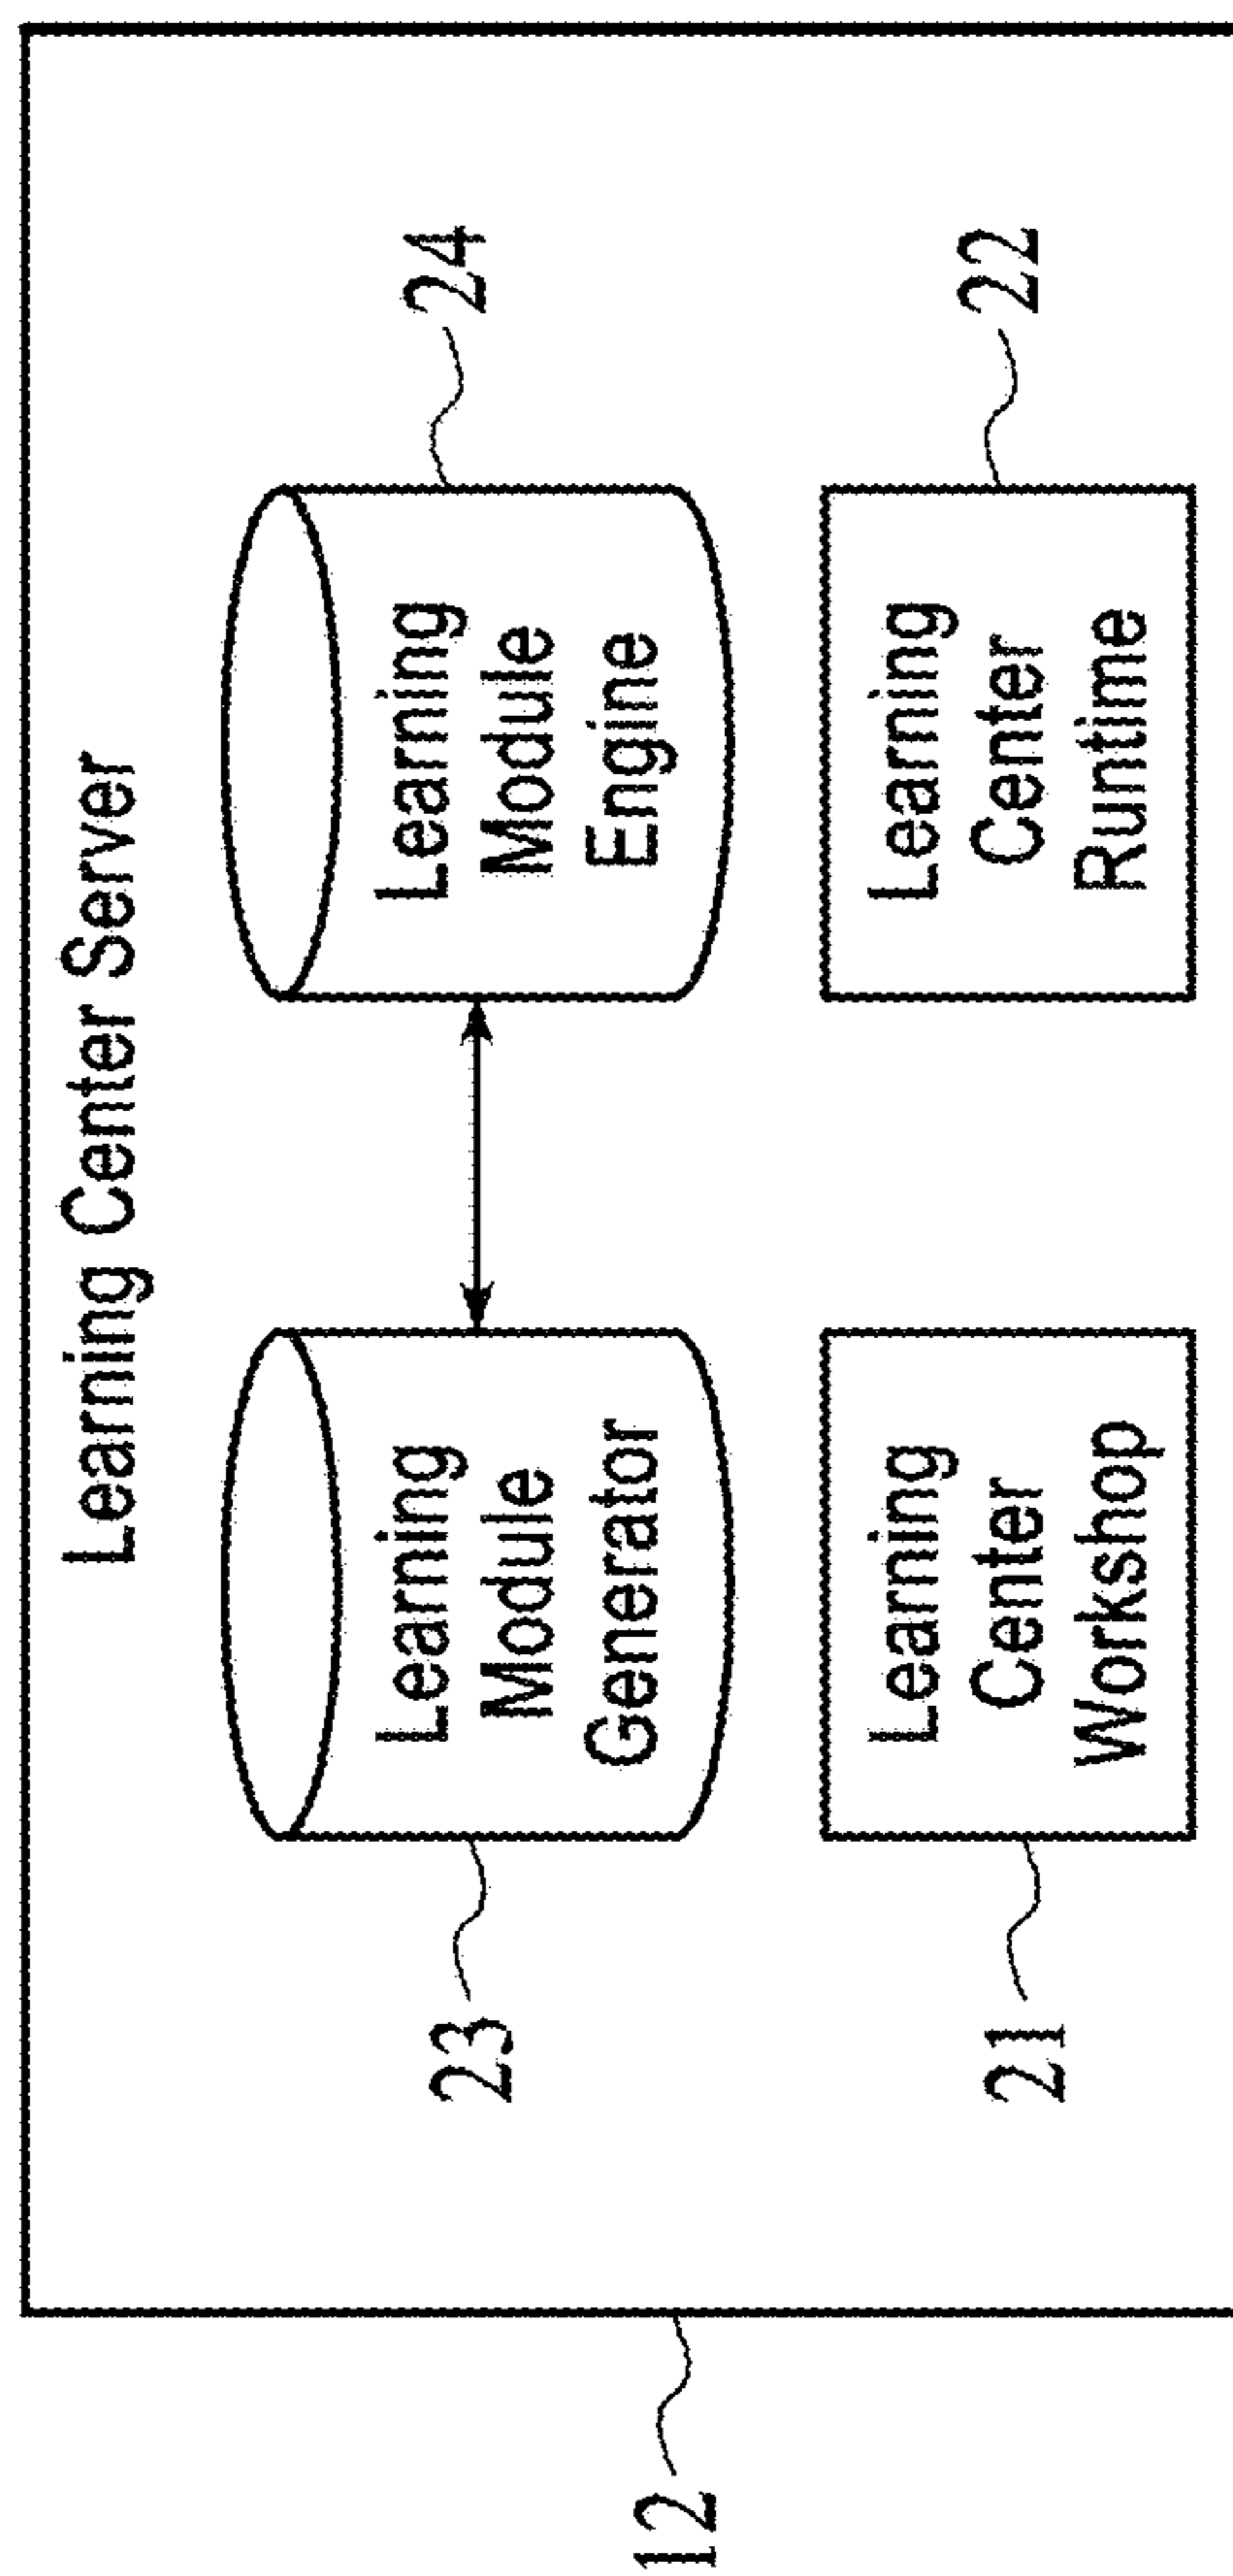 Learning Center Server
12
23
Learning
Module
Generator
Learning
Module
Engine
24
21
Learning
Center
Workshop
Learning
Center
Runtime
22